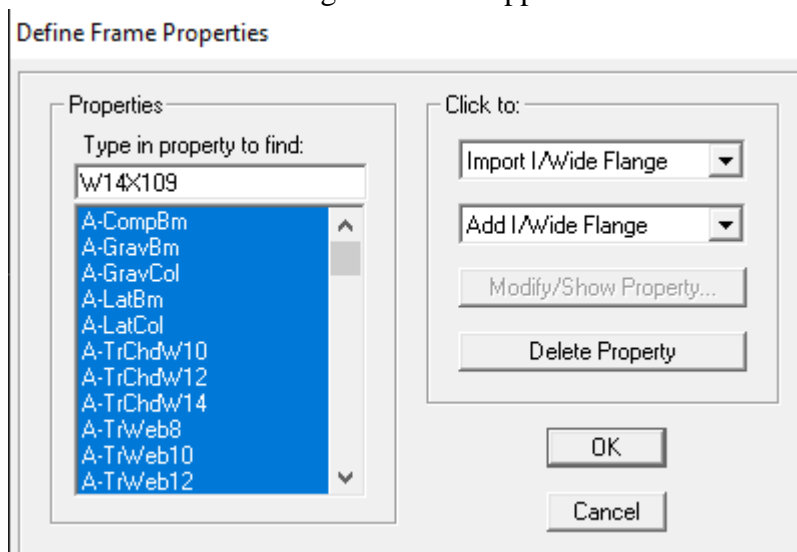 Define Frame Properties
Properties
Type in property to find:
W14X109
A-CompBm
A-GravBm
A-GravCol
A-LatBm
A-LatCol
A-TrChdW10
A-TrChdW12
A-TrChdW14
A-TrWeb8
A-TrWeb10
A-TrWeb12
Click to:
Import I/Wide Flange
Add I/Wide Flange
Modify/Show Property...
Delete Property
OK
Cancel